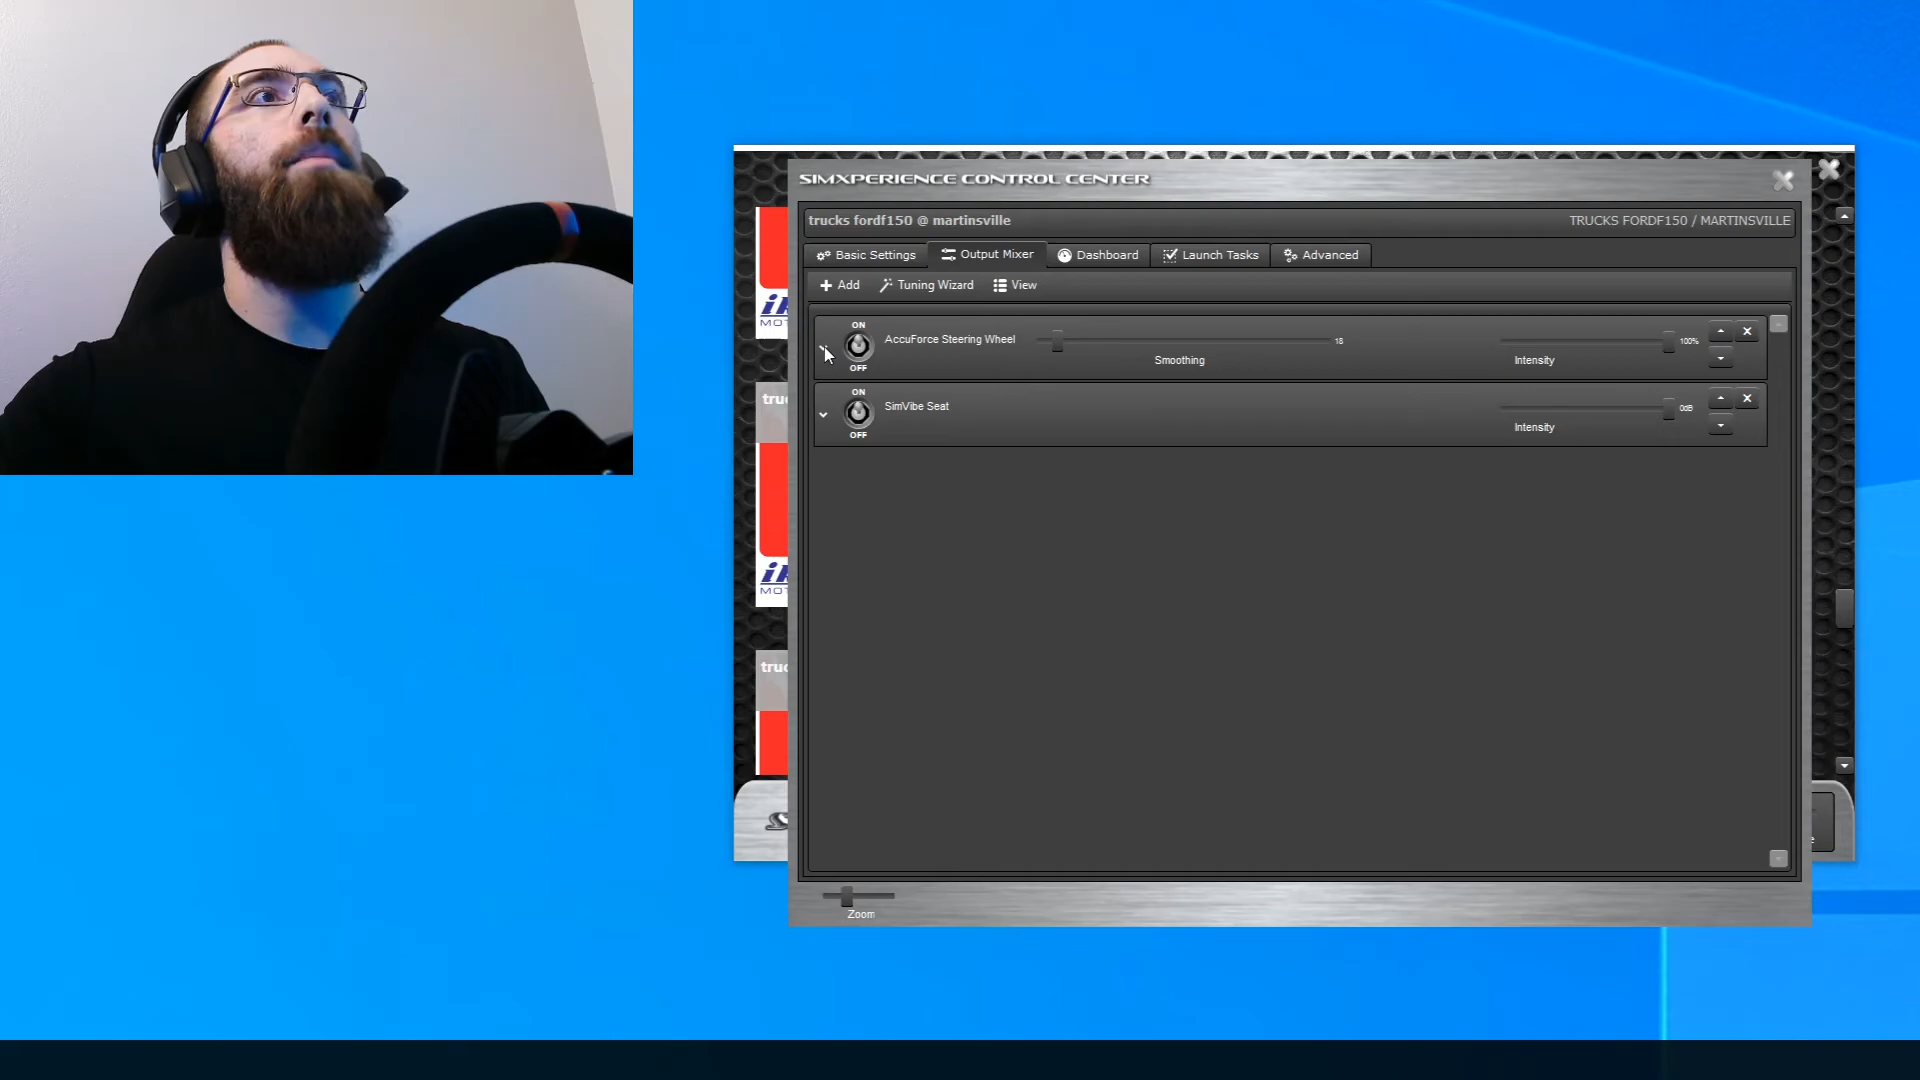 SIMXPERIENCE CONTROL CENTER
trucks fordf150 @ martinsville
TRUCKS FORDF150 / MARTINSVILLE
Basic Settings
Output Mixer
Dashboard
Launch Tasks
Advanced
Add
Tuning Wizard
View
ON
OFF
AccuForce Steering Wheel
18
Smoothing
100%
Intensity
ON
OFF
SimVibe Seat
0dB
Intensity
Zoom